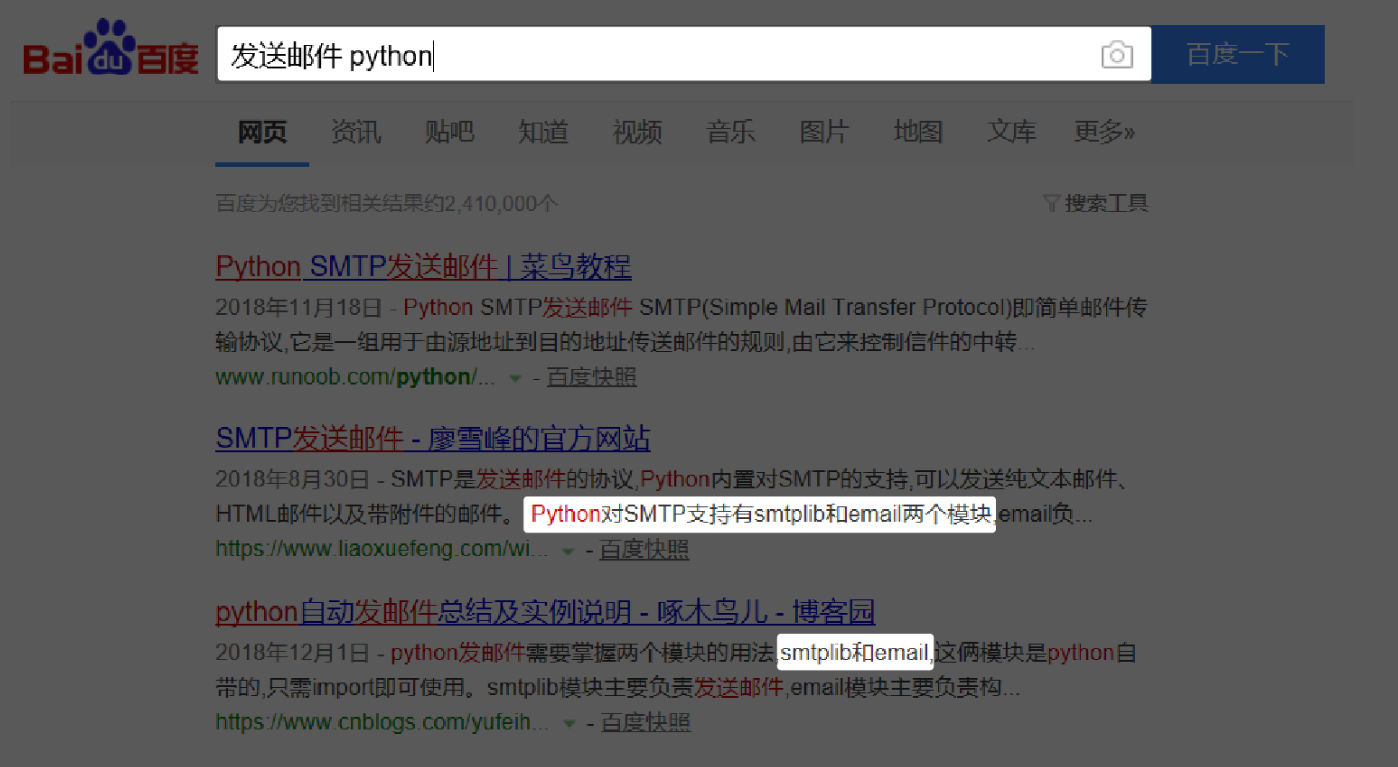 Baidu百度
发送邮件 python
百度一下
网页 资讯 贴吧 知道 视频 音乐 图片 地图 文库 更多»
百度为您找到相关结果约2,410,000个 搜索工具
Python SMTP发送邮件 | 菜鸟教程
2018年11月18日 - Python SMTP发送邮件 SMTP(Simple Mail Transfer Protocol)即简单邮件传
输协议,它是一组用于由源地址到目的地址传送邮件的规则,由它来控制信件的中转...
www.runoob.com/python/... - 百度快照
SMTP发送邮件 - 廖雪峰的官方网站
2018年8月30日 - SMTP是发送邮件的协议,Python内置对SMTP的支持,可以发送纯文本邮件、
HTML邮件以及带附件的邮件。 Python对SMTP支持有smtplib和email两个模块,email负...
https://www.liaoxuefeng.com/wi... - 百度快照
python自动发邮件总结及实例说明 - 啄木鸟儿 - 博客园
2018年12月1日 - python发邮件需要掌握两个模块的用法,smtplib和email,这俩模块是python自
带的,只需import即可使用。smtplib模块主要负责发送邮件,email模块主要负责构...
https://www.cnblogs.com/yufeih... - 百度快照